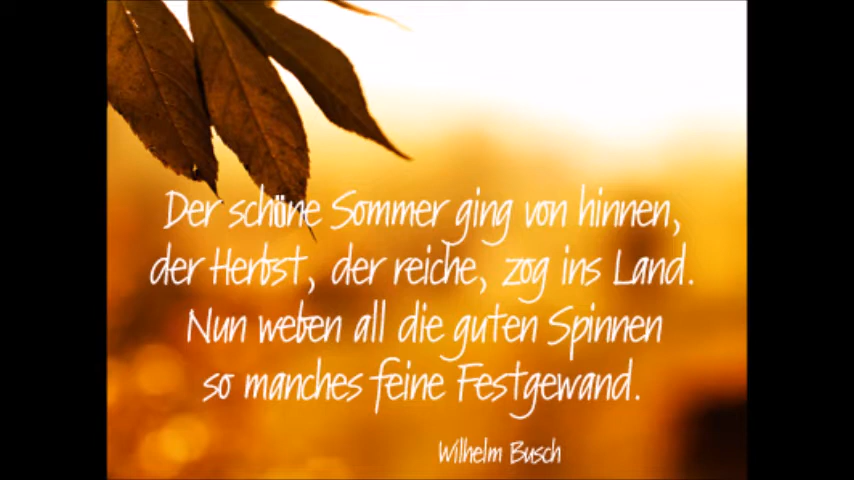 Der schöne Sommer ging von hinnen,
der Herbst, der reiche, zog ins Land.
Nun weben all die guten Spinnen
so manches feine Festgewand.
Wilhelm Busch